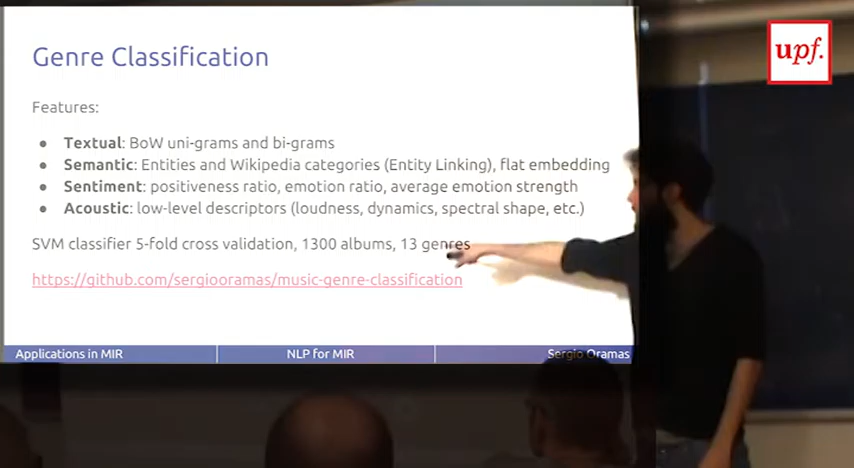 upf.
Genre Classification
Features:
● Textual: BoW uni-grams and bi-grams
● Semantic: Entities and Wikipedia categories (Entity Linking), flat embedding
● Sentiment: positiveness ratio, emotion ratio, average emotion strength
● Acoustic: low-level descriptors (loudness, dynamics, spectral shape, etc.)
SVM classifier 5-fold cross validation, 1300 albums, 13 genres
https://github.com/sergiooramas/music-genre-classification
Applications in MIR NLP for MIR Sergio Oramas